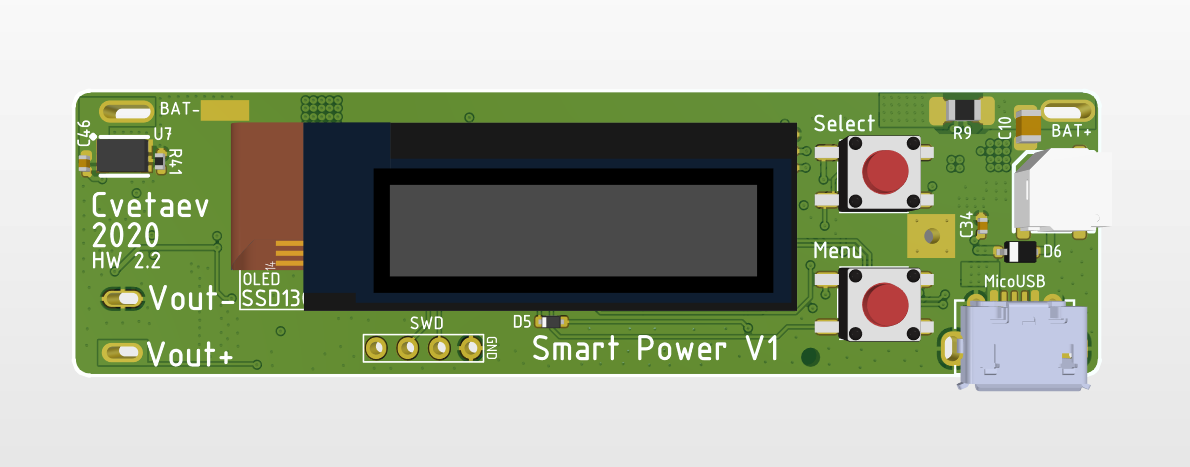 BAT-
C46
U7
R41
Cvetaev
2020
HW 2.2
Vout-
Vout+
14
OLED
SSD13
SWD
GND
D5
Smart Power V1
Select
Menu
R9
C10
BAT+
C34
D6
MicoUSB